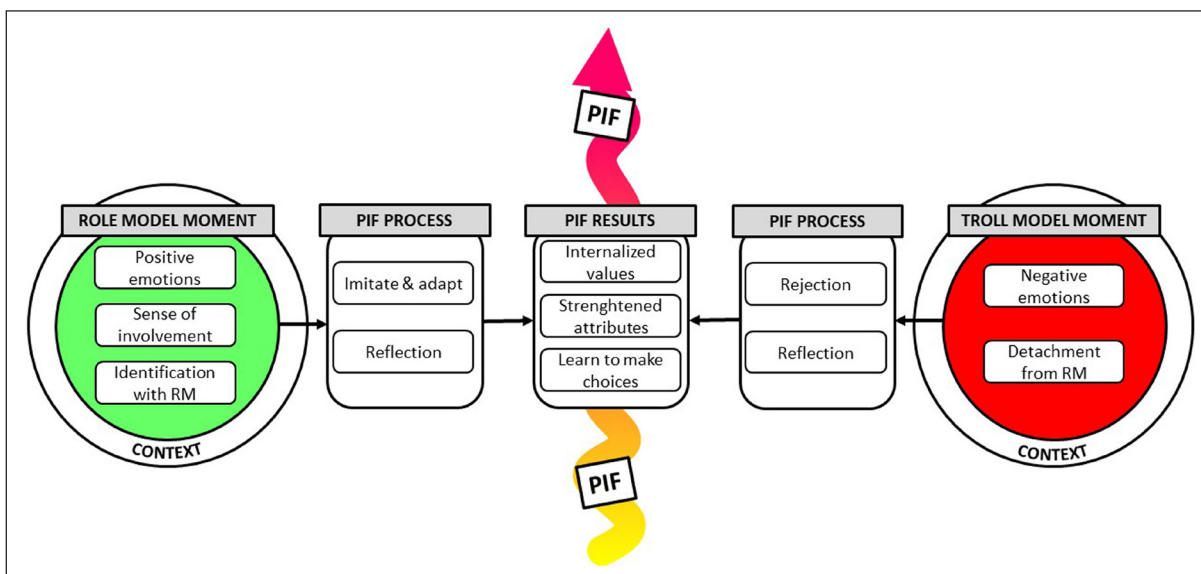 PIF
ROLE MODEL MOMENT
Positive
emotions
Sense of
involvement
Identification
with RM
CONTEXT
PIF PROCESS
Imitate & adapt
Reflection
PIF RESULTS
Internalized
values
Strenghtened
attributes
Learn to make
choices
PIF PROCESS
Rejection
Reflection
TROLL MODEL MOMENT
Negative
emotions
Detachment
from RM
CONTEXT
PIF